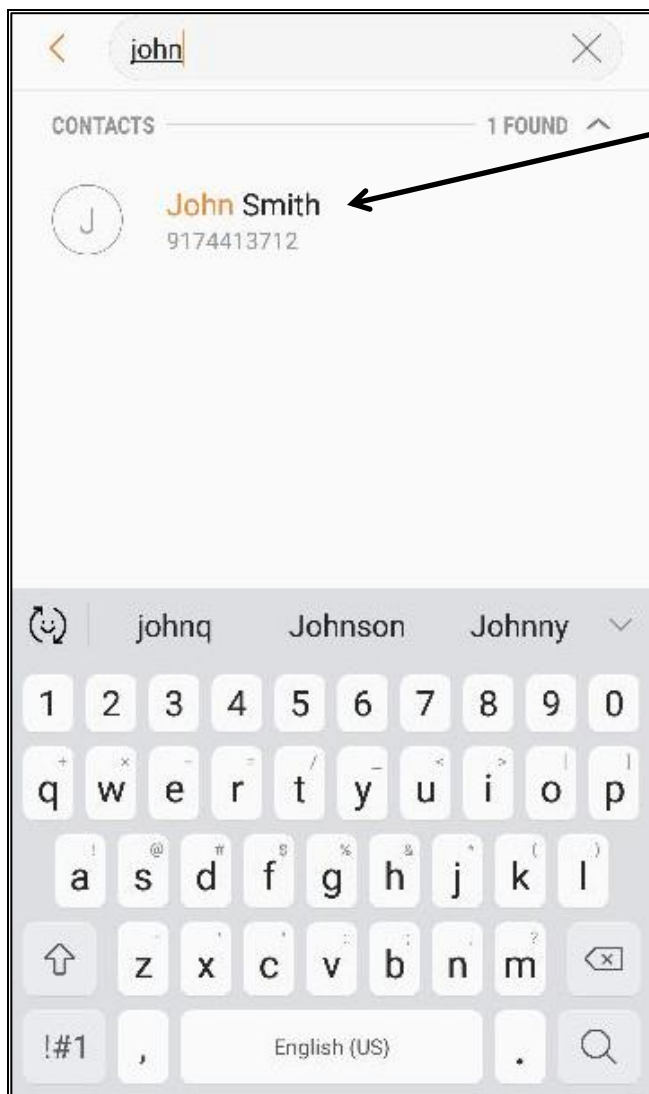 john
CONTACTS 1 FOUND
J
John Smith
9174413712
johnq Johnson Johnny
1 2 3 4 5 6 7 8 9 0
q w e r t y u i o p
a s d f g h j k l
z x c v b n m
!#1 , English (US) .